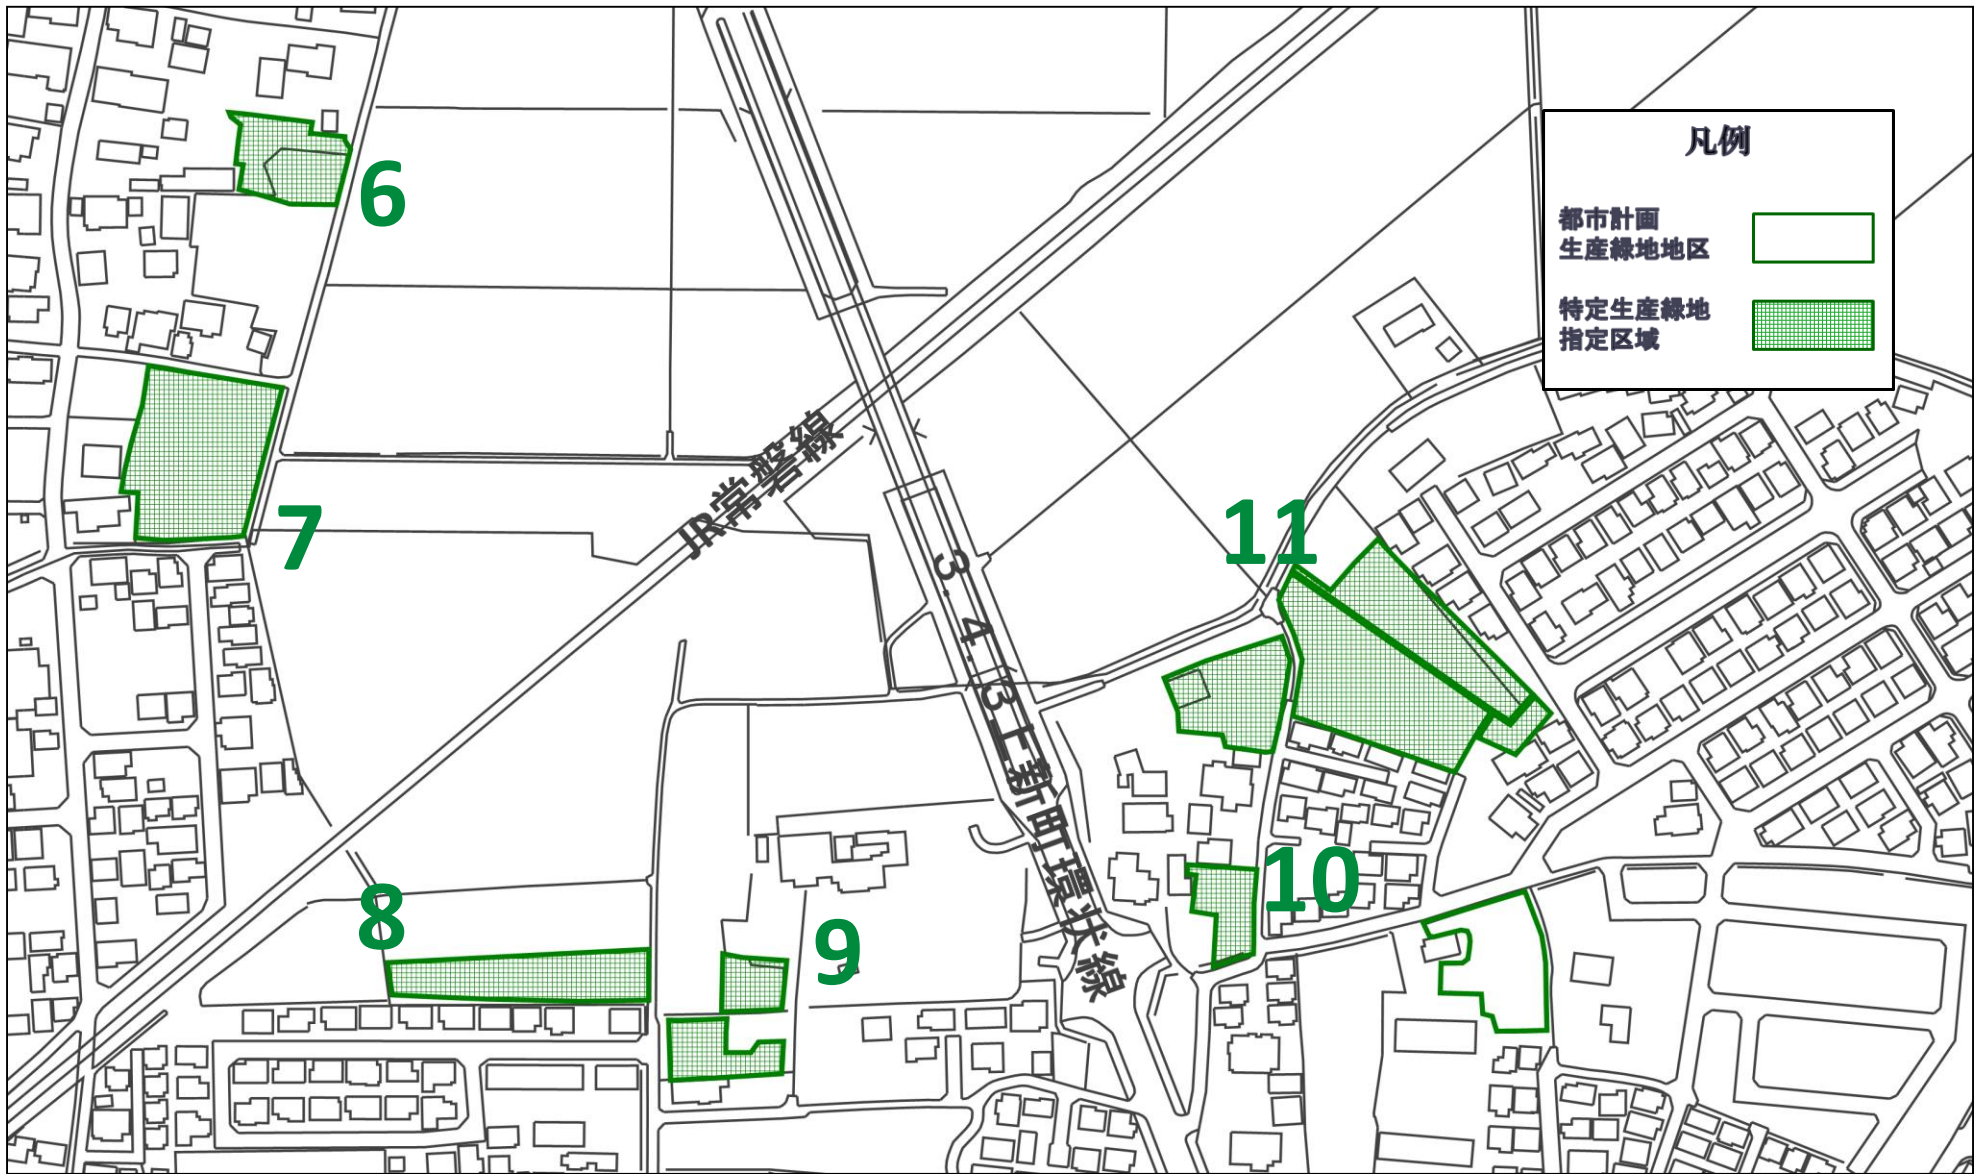 6
凡例
都市計画
生産緑地地区
特定生産緑地
指定区域
7
JR常磐線
11
3.4.13上新町環状線
8
9
10